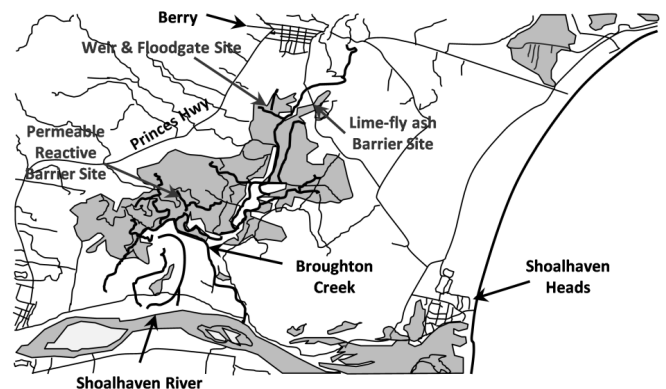 Berry
Weir & Floodgate Site
Princes Hwy
Lime-fly ash
Barrier Site
Permeable
Reactive
Barrier Site
Broughton
Creek
Shoalhaven
Heads
Shoalhaven River